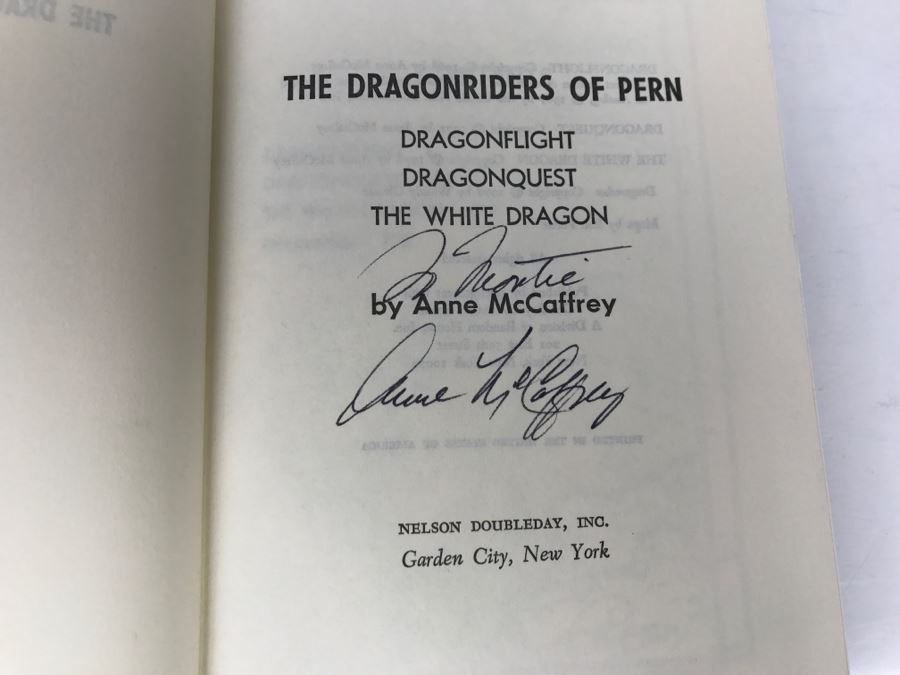 THE DRAGONRIDERS OF PERN
DRAGONFLIGHT
DRAGONQUEST
THE WHITE DRAGON
To Montie
by Anne McCaffrey
Anne McCaffrey
NELSON DOUBLEDAY, INC.
Garden City, New York